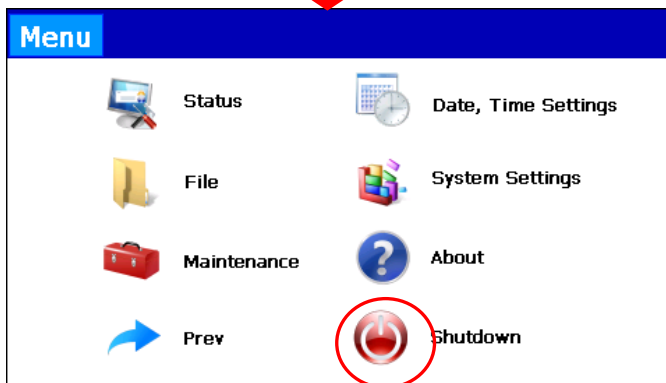 Menu
Status
Date, Time Settings
File
System Settings
Maintenance
About
Prev
Shutdown